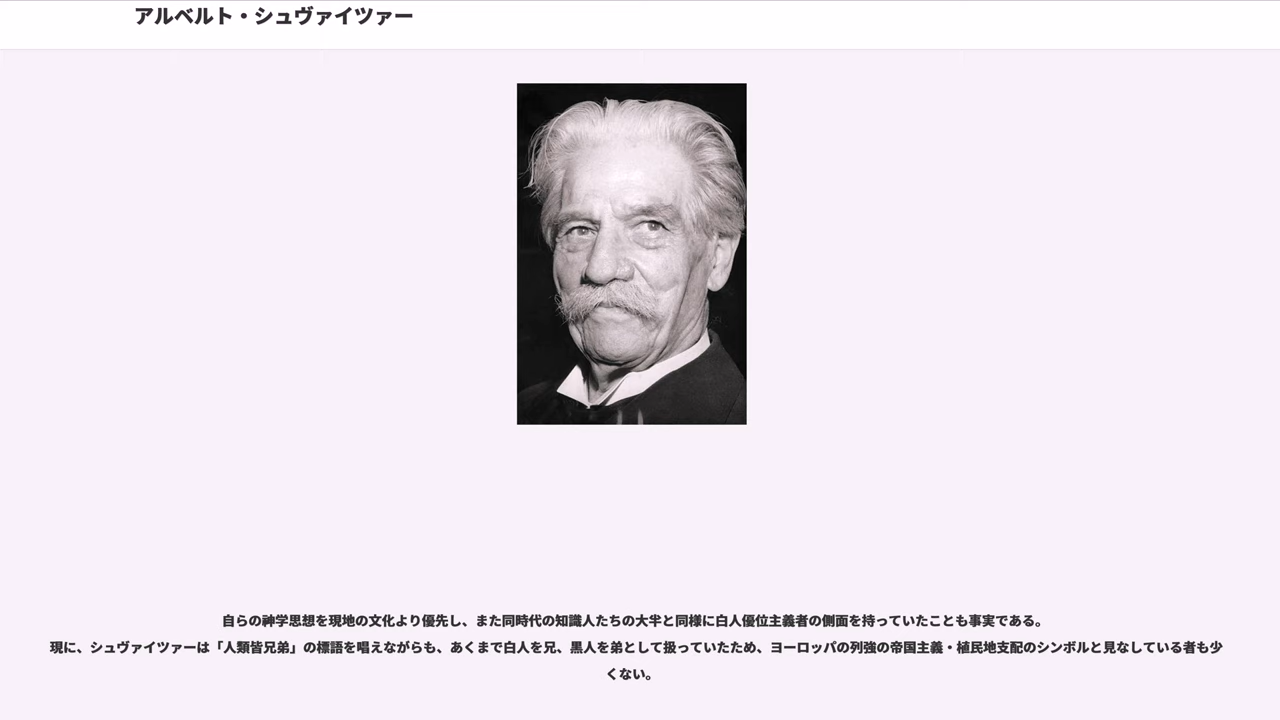 アルベルト・シュヴァイツァー
自らの神学思想を現地の文化より優先し、また同時代の知識人たちの大半と同様に白人優位主義者の側面を持っていたことも事実である。
現に、シュヴァイツァーは「人類皆兄弟」の標語を唱えながらも、あくまで白人を兄、黒人を弟として扱っていたため、ヨーロッパの列強の帝国主義・植民地支配のシンボルと見なしている者も少
くない。